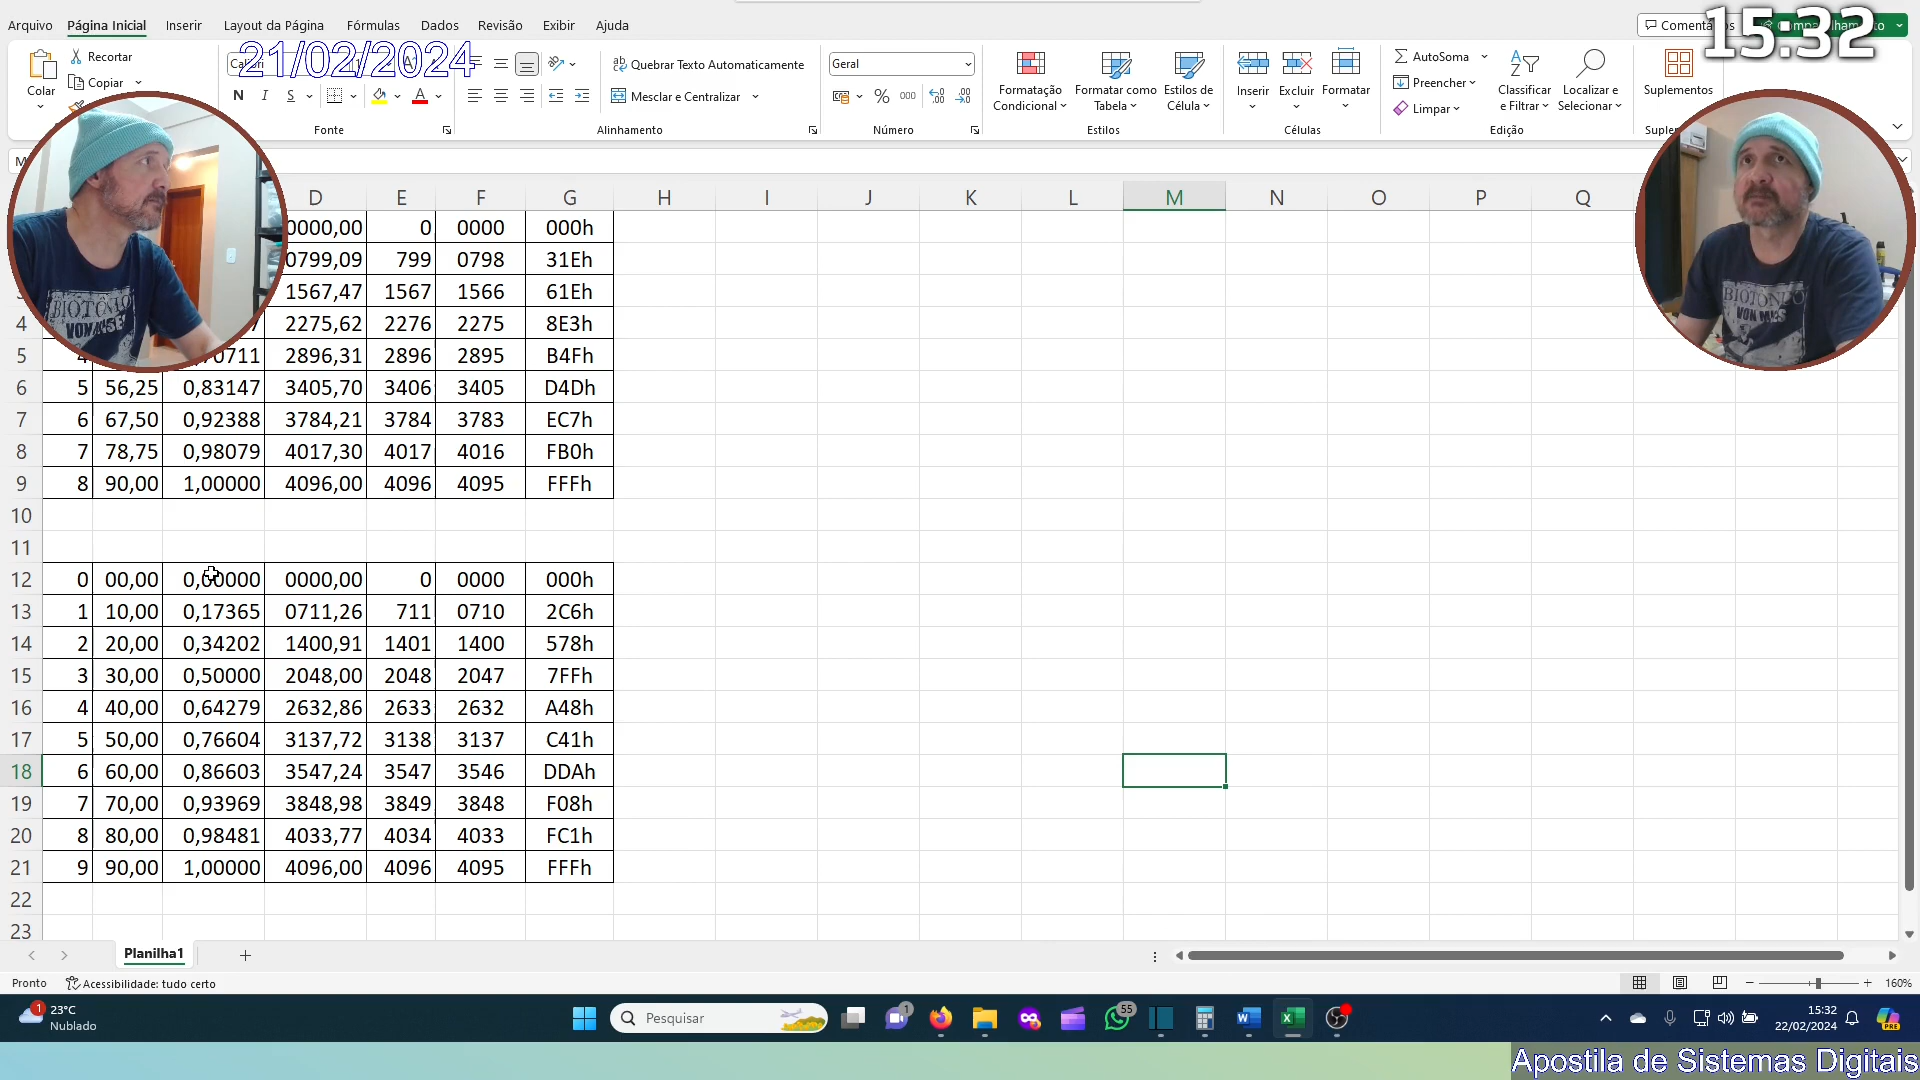 Arquivo Página Inicial Inserir Layout da Página Fórmulas Dados Revisão Exibir Ajuda
15:32
21/02/2024
Colar Recortar
Copiar
Quebrar Texto Automaticamente
Mesclar e Centralizar
Geral
N I S
% 000
Formatação Condicional
Formatar como Tabela
Estilos de Célula
Inserir
Excluir
Formatar
AutoSoma
Preencher
Limpar
Classificar e Filtrar
Localizar e Selecionar
Suplementos
Fonte Alinhamento Número Estilos Células Edição
D E F G H I J K L M N O P Q
0000,00 0 0000 000h
0799,09 799 0798 31Eh
1567,47 1567 1566 61Eh
4 2275,62 2276 2275 8E3h
5 2896,31 2896 2895 B4Fh
6 5 56,25 0,83147 3405,70 3406 3405 D4Dh
7 6 67,50 0,92388 3784,21 3784 3783 EC7h
8 7 78,75 0,98079 4017,30 4017 4016 FB0h
9 8 90,00 1,00000 4096,00 4096 4095 FFFh
10
11
12 0 00,00 0,00000 0000,00 0 0000 000h
13 1 10,00 0,17365 0711,26 711 0710 2C6h
14 2 20,00 0,34202 1400,91 1401 1400 578h
15 3 30,00 0,50000 2048,00 2048 2047 7FFh
16 4 40,00 0,64279 2632,86 2633 2632 A48h
17 5 50,00 0,76604 3137,72 3138 3137 C41h
18 6 60,00 0,86603 3547,24 3547 3546 DDAh
19 7 70,00 0,93969 3848,98 3849 3848 F08h
20 8 80,00 0,98481 4033,77 4034 4033 FC1h
21 9 90,00 1,00000 4096,00 4096 4095 FFFh
22
23
BIOTONICO
Planilha1
Pronto Acessibilidade: tudo certo 160%
1 23°C
Nublado
Pesquisar
1
55
15:32
22/02/2024
PRE
Apostila de Sistemas Digitais